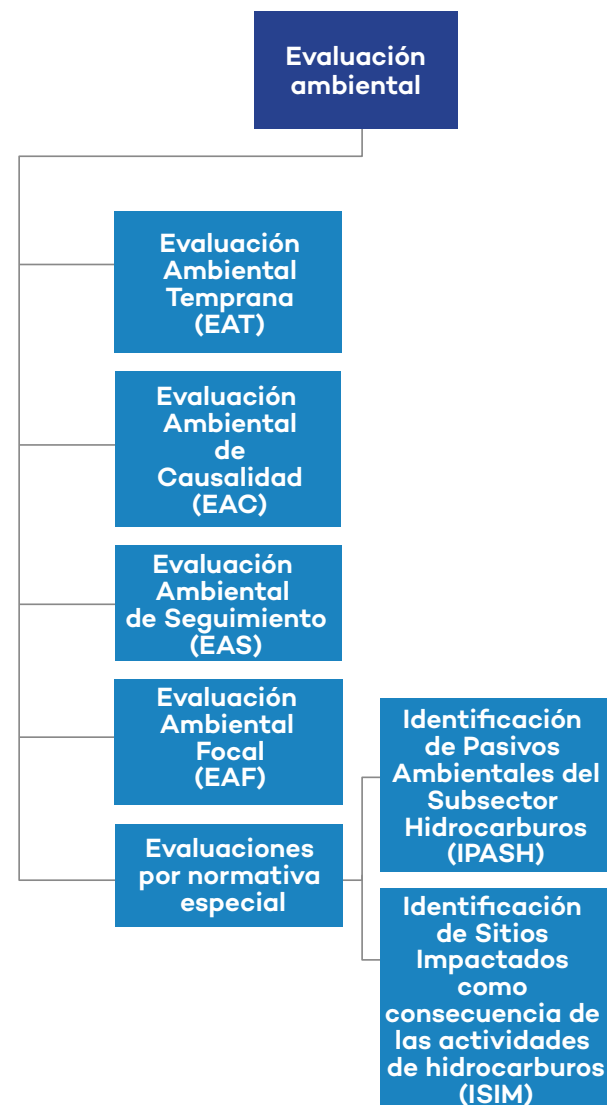 Evaluación
ambiental
Evaluación
Ambiental
Temprana
(EAT)
Evaluación
Ambiental
de
Causalidad
(EAC)
Evaluación
Ambiental
de Seguimiento
(EAS)
Evaluación
Ambiental
Focal
(EAF)
Evaluaciones
por normativa
especial
Identificación
de Pasivos
Ambientales del
Subsector
Hidrocarburos
(IPASH)
Identificación
de Sitios
Impactados
como
consecuencia de
las actividades
de hidrocarburos
(ISIM)